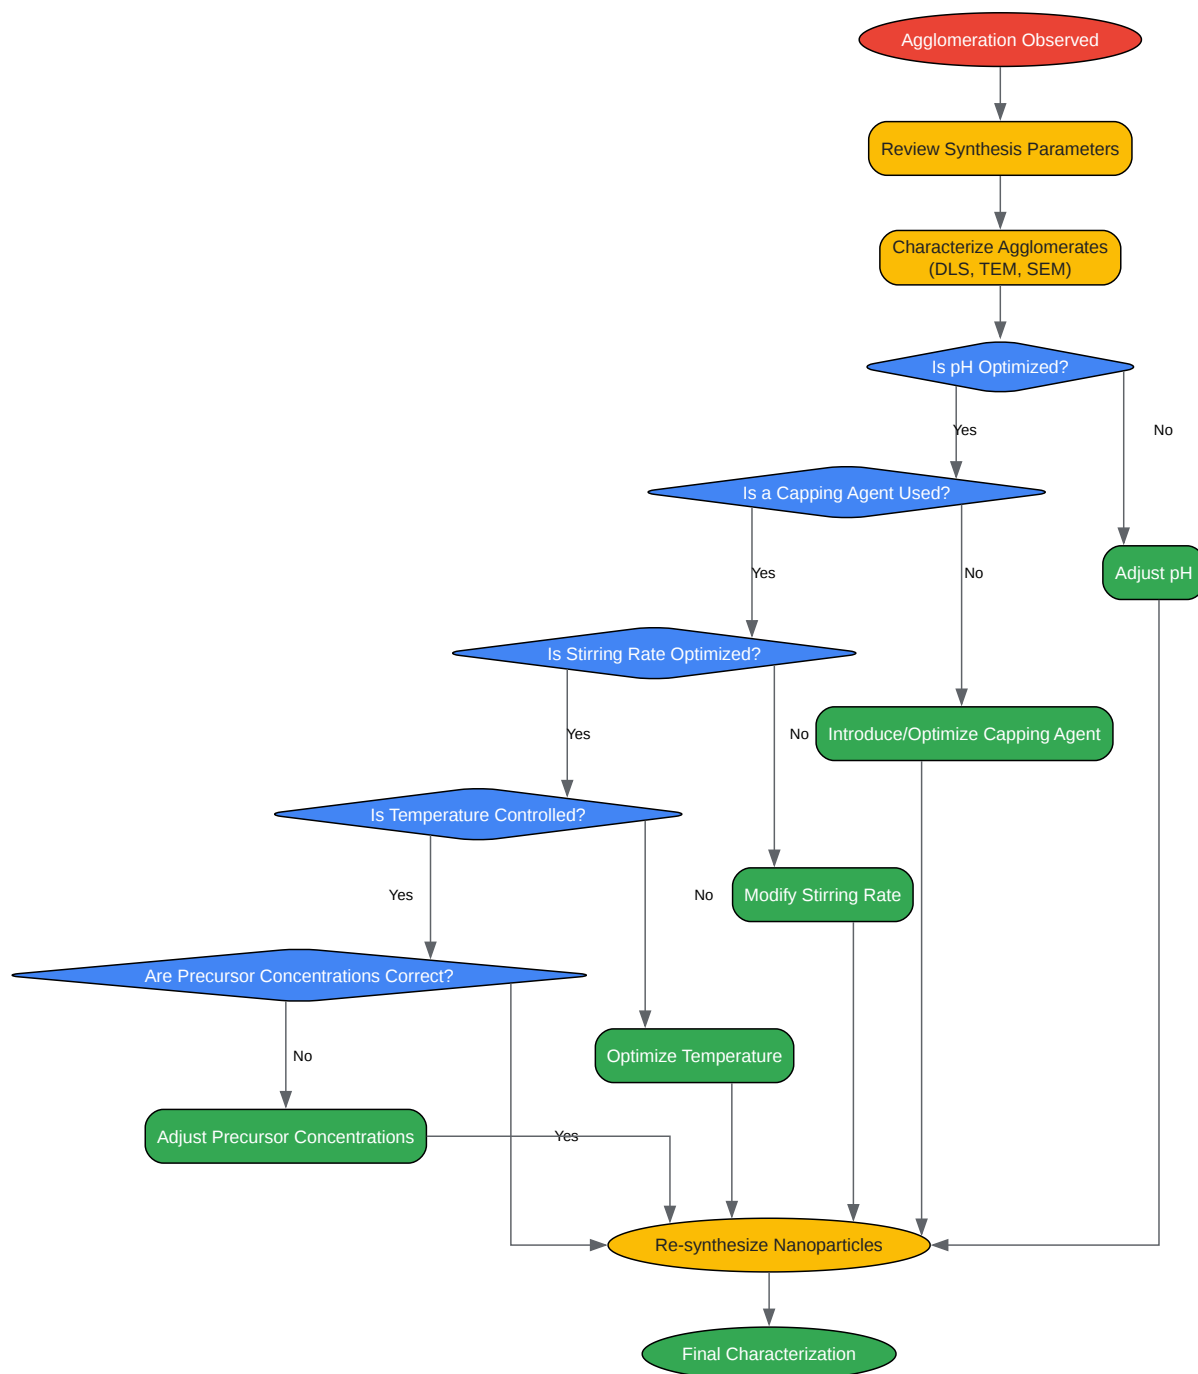 Agglomeration Observed
Review Synthesis Parameters
Characterize Agglomerates
(DLS, TEM, SEM)
Is pH Optimized?
Yes
No
Is a Capping Agent Used?
Yes
No
Adjust pH
Is Stirring Rate Optimized?
Yes
No
Introduce/Optimize Capping Agent
Is Temperature Controlled?
Yes
No
Modify Stirring Rate
Are Precursor Concentrations Correct?
No
Optimize Temperature
Adjust Precursor Concentrations
Yes
Re-synthesize Nanoparticles
Final Characterization